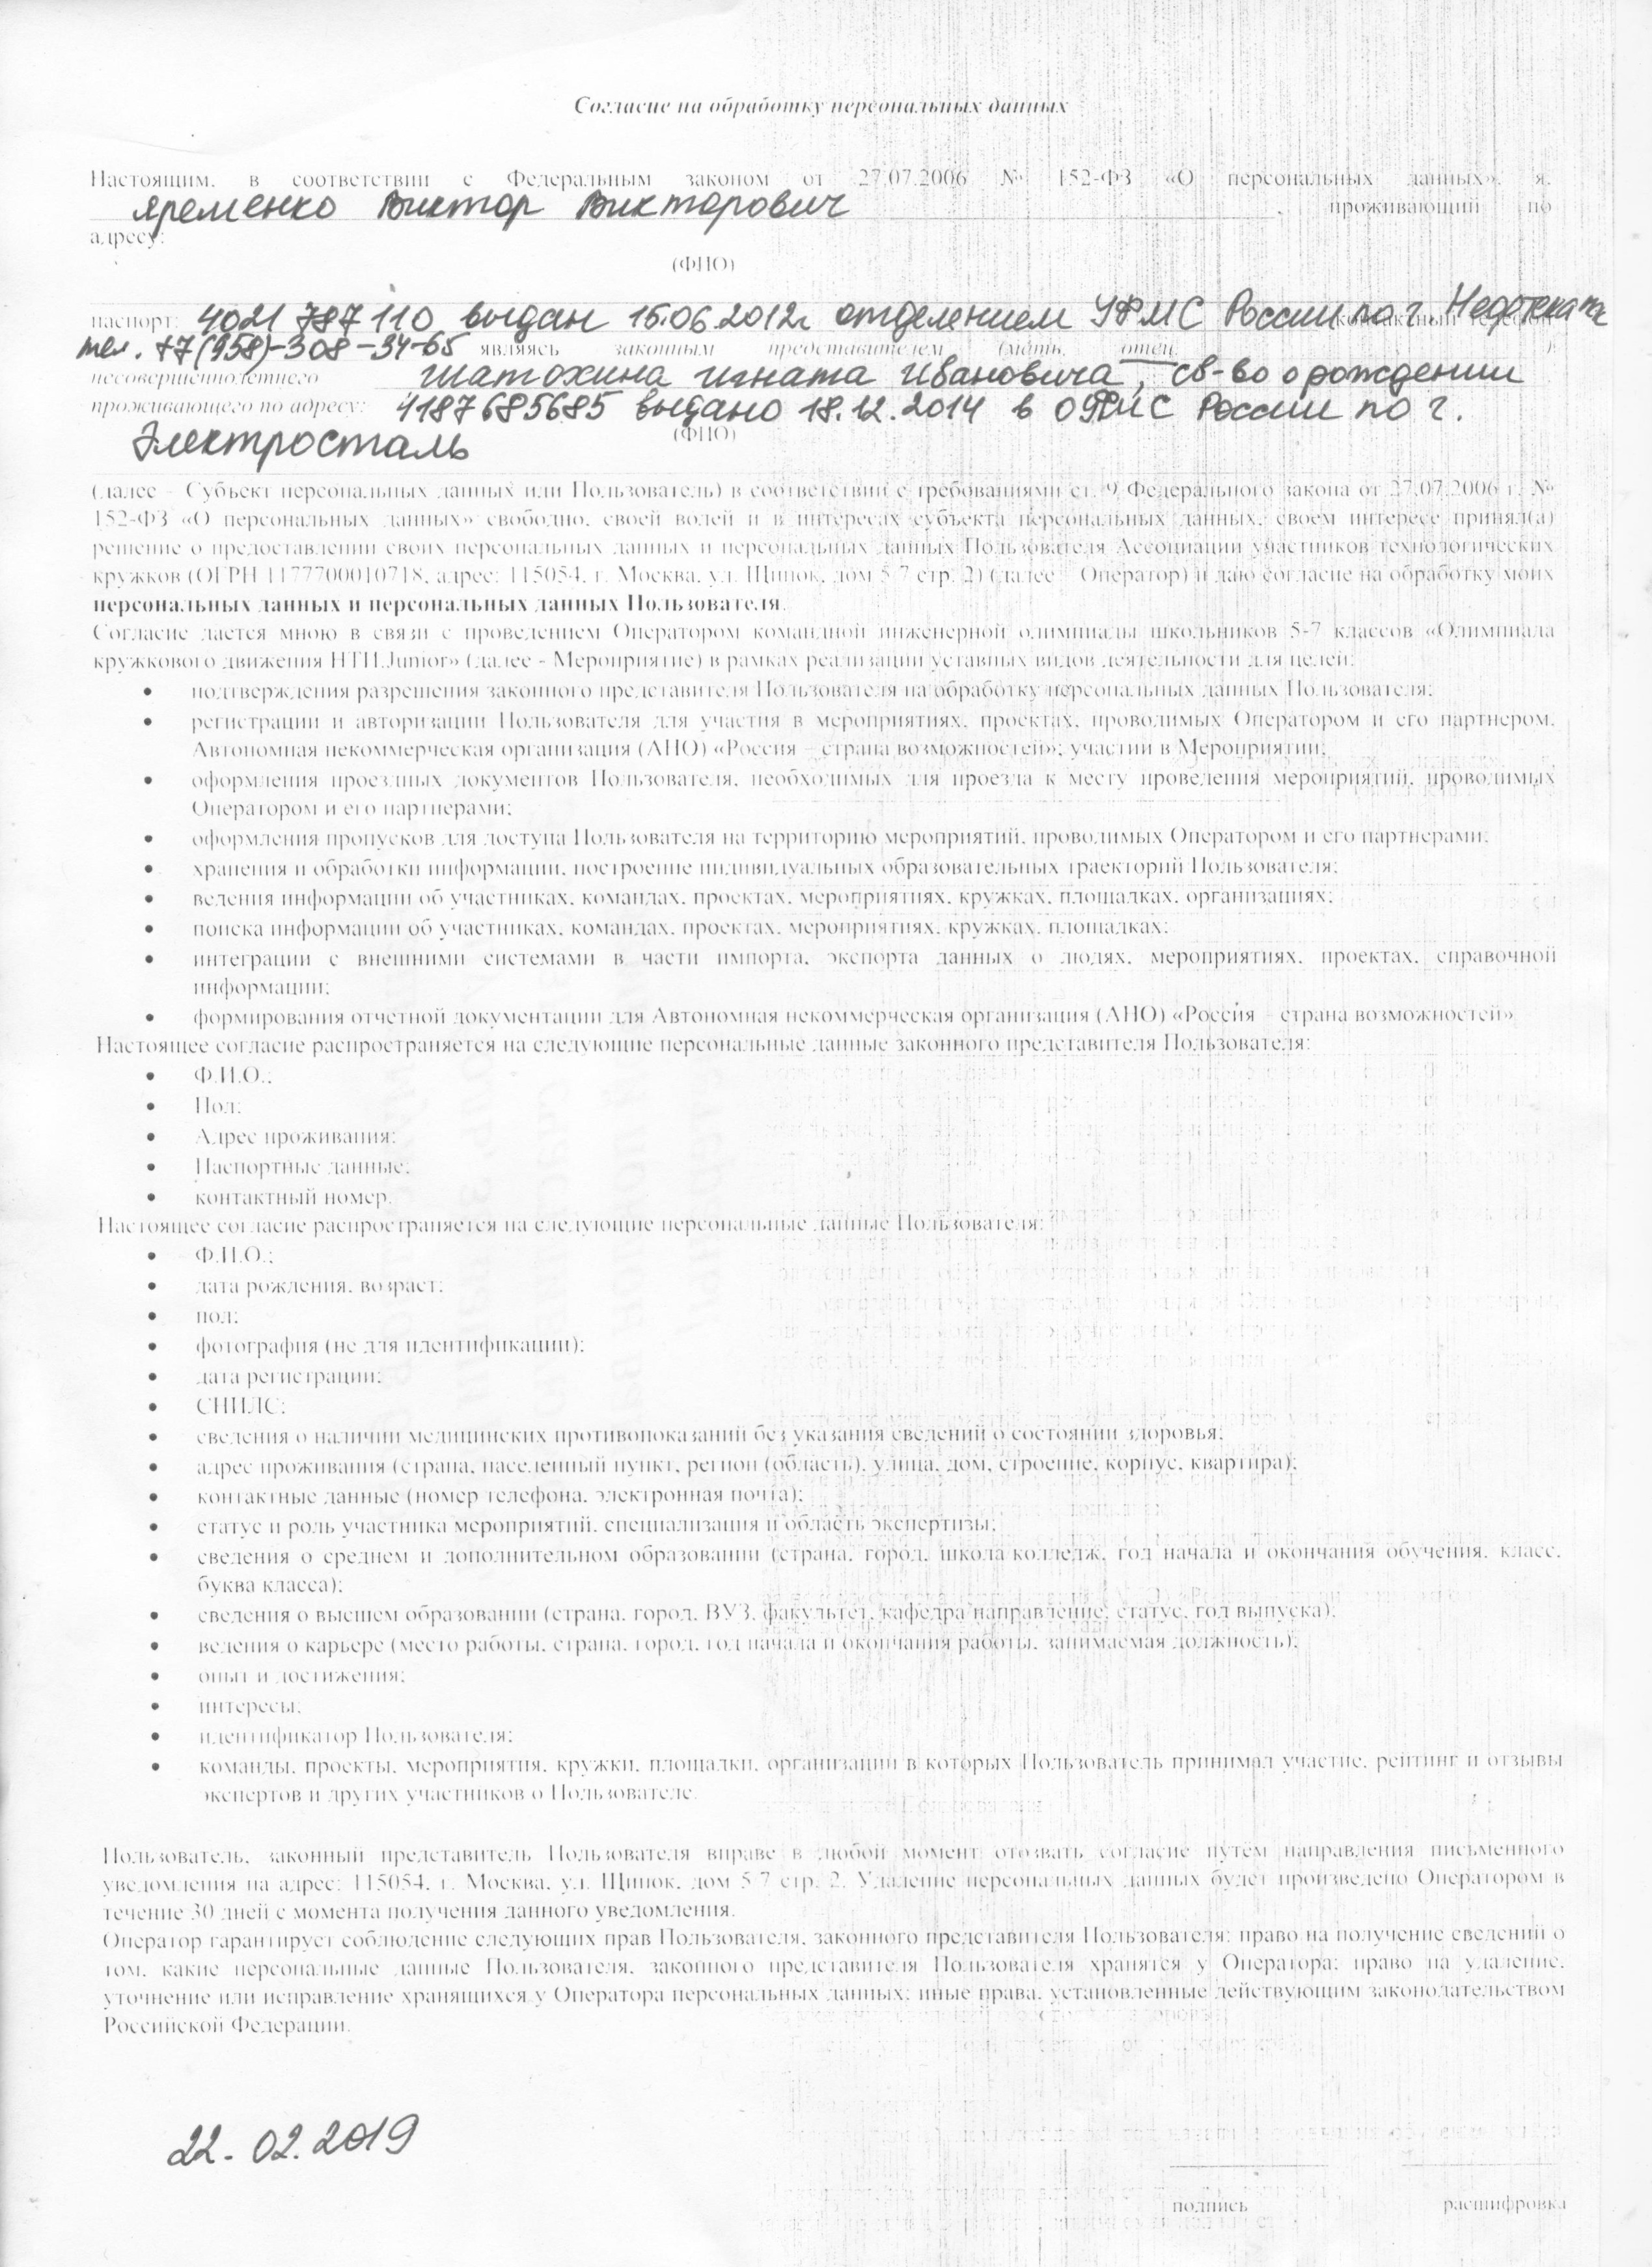 Согласие на обработку персональных данных
Настоящим, в соответствии с Федеральным законом от 27.07.2006 № 152-ФЗ «О персональных данных», я,
Яременко Виктор Викторович , проживающий по
адресу:
(ФИО)
паспорт: 4021 787 110 выдан 15.06.2012г отделением УФМС России по г.
тел. +7(958)-308-34-65 являясь законным представителем (мать, отец )
несовершеннолетнего Шатохина Игната Ивановича, св-во о рождении
проживающего по адресу: 4187685685 выдано 18.12.2014 в ОФМС России по г.
(ФИО)
Электросталь
(далее – Субъект персональных данных или Пользователь) в соответствии с требованиями ст. 9 Федерального закона от 27.07.2006 г. №
152-ФЗ «О персональных данных» свободно, своей волей и в интересах субъекта персональных данных, своем интересе принял(а)
решение о предоставлении своих персональных данных и персональных данных Пользователя Ассоциации участников технологических
кружков (ОГРН 1177700010718, адрес: 115054, г. Москва, ул. Щипок, дом 5/7 стр. 2) (далее – Оператор) и даю согласие на обработку моих
персональных данных и персональных данных Пользователя.
Согласие дается мною в связи с проведением Оператором командной инженерной олимпиады школьников 5-7 классов «Олимпиада
кружкового движения НТИ.Junior» (далее - Мероприятие) в рамках реализации уставных видов деятельности для целей:
• подтверждения разрешения законного представителя Пользователя на обработку персональных данных Пользователя;
• регистрации и авторизации Пользователя для участия в мероприятиях, проектах, проводимых Оператором и его партнером,
Автономная некоммерческая организация (АНО) «Россия – страна возможностей»; участии в Мероприятии;
• оформления проездных документов Пользователя, необходимых для проезда к месту проведения мероприятий, проводимых
Оператором и его партнерами;
• оформления пропусков для доступа Пользователя на территорию мероприятий, проводимых Оператором и его партнерами;
• хранения и обработки информации, построение индивидуальных образовательных траекторий Пользователя;
• ведения информации об участниках, командах, проектах, мероприятиях, кружках, площадках, организациях;
• поиска информации об участниках, командах, проектах, мероприятиях, кружках, площадках;
• интеграции с внешними системами в части импорта, экспорта данных о людях, мероприятиях, проектах, справочной
информации;
• формирования отчетной документации для Автономная некоммерческая организация (АНО) «Россия – страна возможностей»
Настоящее согласие распространяется на следующие персональные данные законного представителя Пользователя:
• Ф.И.О.;
• Пол;
• Адрес проживания;
• Паспортные данные;
• контактный номер.
Настоящее согласие распространяется на следующие персональные данные Пользователя:
• Ф.И.О.;
• дата рождения, возраст;
• пол;
• фотография (не для идентификации);
• дата регистрации;
• СНИЛС;
• сведения о наличии медицинских противопоказаний без указания сведений о состоянии здоровья;
• адрес проживания (страна, населенный пункт, регион (область), улица, дом, строение, корпус, квартира);
• контактные данные (номер телефона, электронная почта);
• статус и роль участника мероприятий, специализация и область экспертизы;
• сведения о среднем и дополнительном образовании (страна, город, школа/колледж, год начала и окончания обучения, класс,
буква класса);
• сведения о высшем образовании (страна, город, ВУЗ, факультет, кафедра/направление, статус, год выпуска);
• ведения о карьере (место работы, страна, город, год начала и окончания работы, занимаемая должность);
• опыт и достижения;
• интересы;
• идентификатор Пользователя;
• команды, проекты, мероприятия, кружки, площадки, организации в которых Пользователь принимал участие, рейтинг и отзывы
экспертов и других участников о Пользователе.
Пользователь, законный представитель Пользователя вправе в любой момент отозвать согласие путем направления письменного
уведомления на адрес: 115054, г. Москва, ул. Щипок, дом 5/7 стр. 2. Удаление персональных данных будет произведено Оператором в
течение 30 дней с момента получения данного уведомления.
Оператор гарантирует соблюдение следующих прав Пользователя, законного представителя Пользователя: право на получение сведений о
том, какие персональные данные Пользователя, законного представителя Пользователя хранятся у Оператора; право на удаление,
уточнение или исправление хранящихся у Оператора персональных данных; иные права, установленные действующим законодательством
Российской Федерации.
22.02.2019
подпись расшифровка